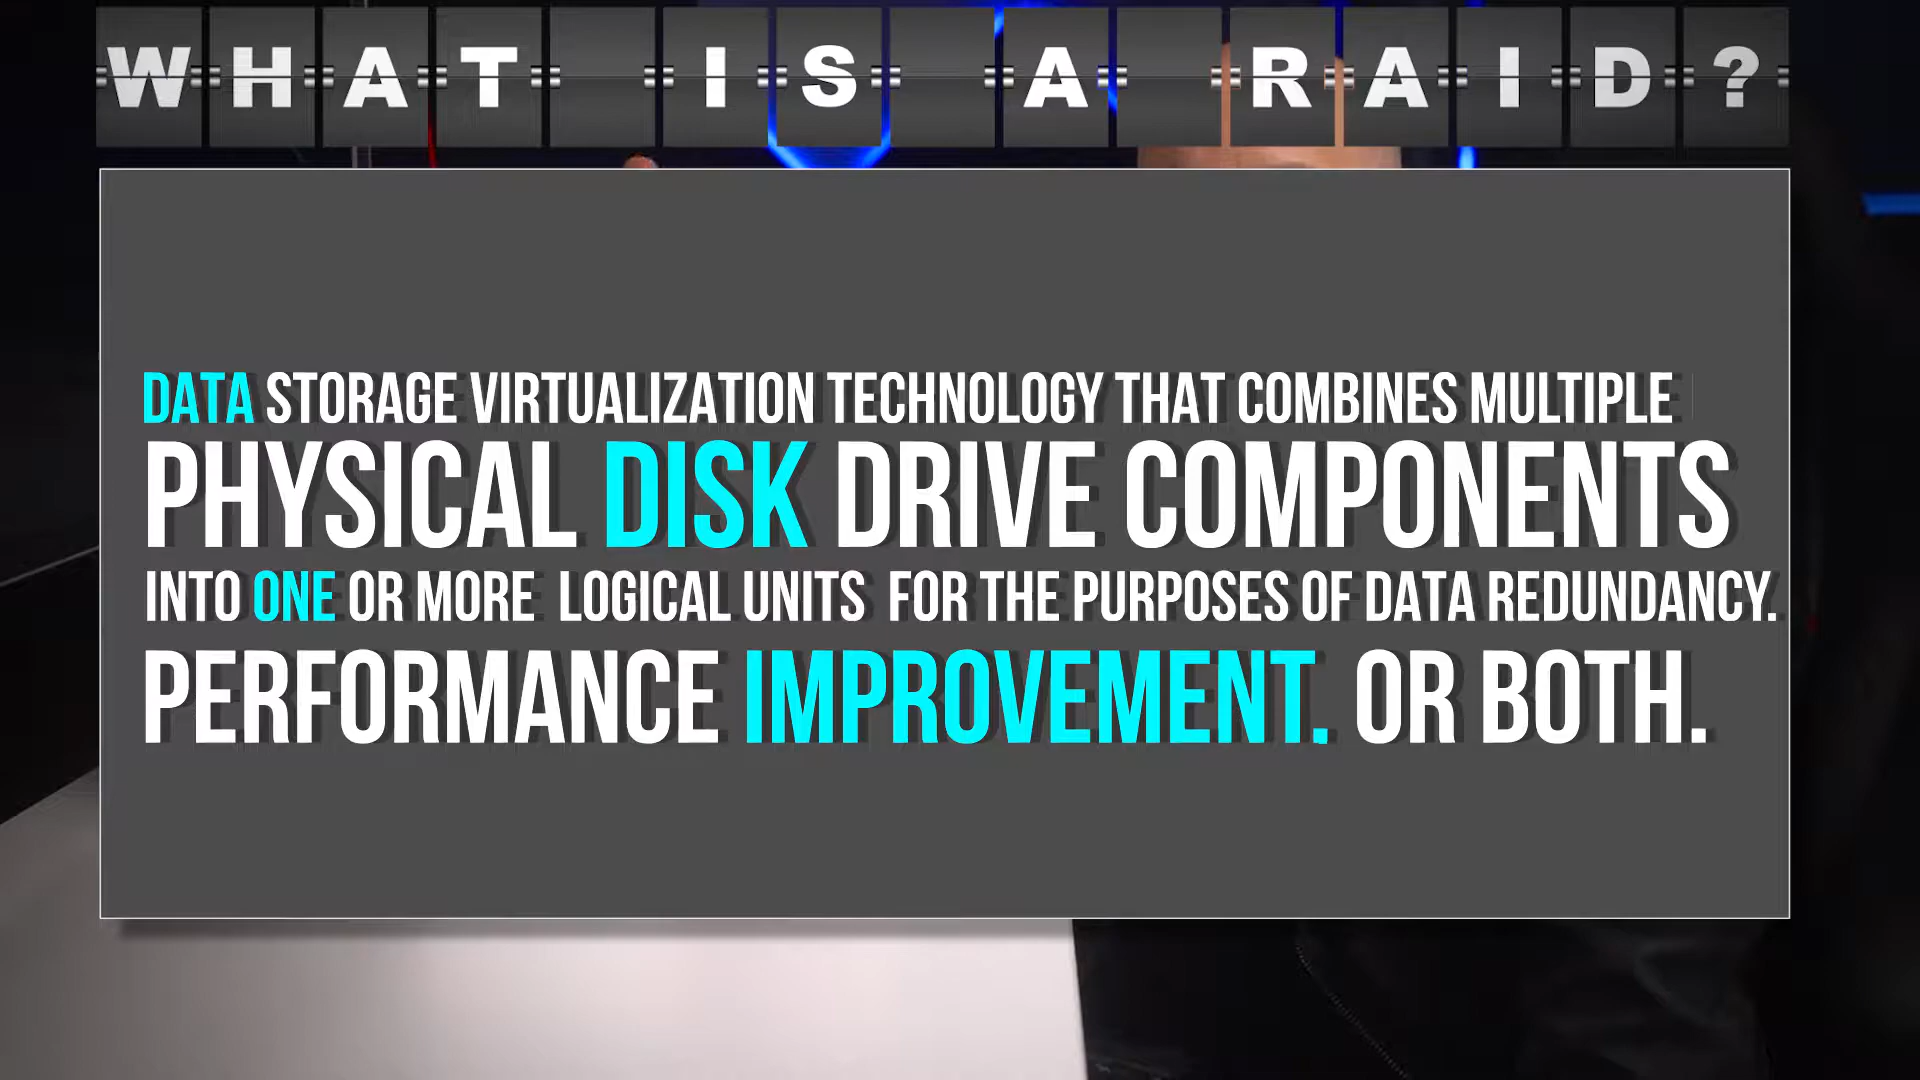 WHAT IS A RAID?
DATA STORAGE VIRTUALIZATION TECHNOLOGY THAT COMBINES MULTIPLE
PHYSICAL DISK DRIVE COMPONENTS
INTO ONE OR MORE LOGICAL UNITS FOR THE PURPOSES OF DATA REDUNDANCY.
PERFORMANCE IMPROVEMENT. OR BOTH.